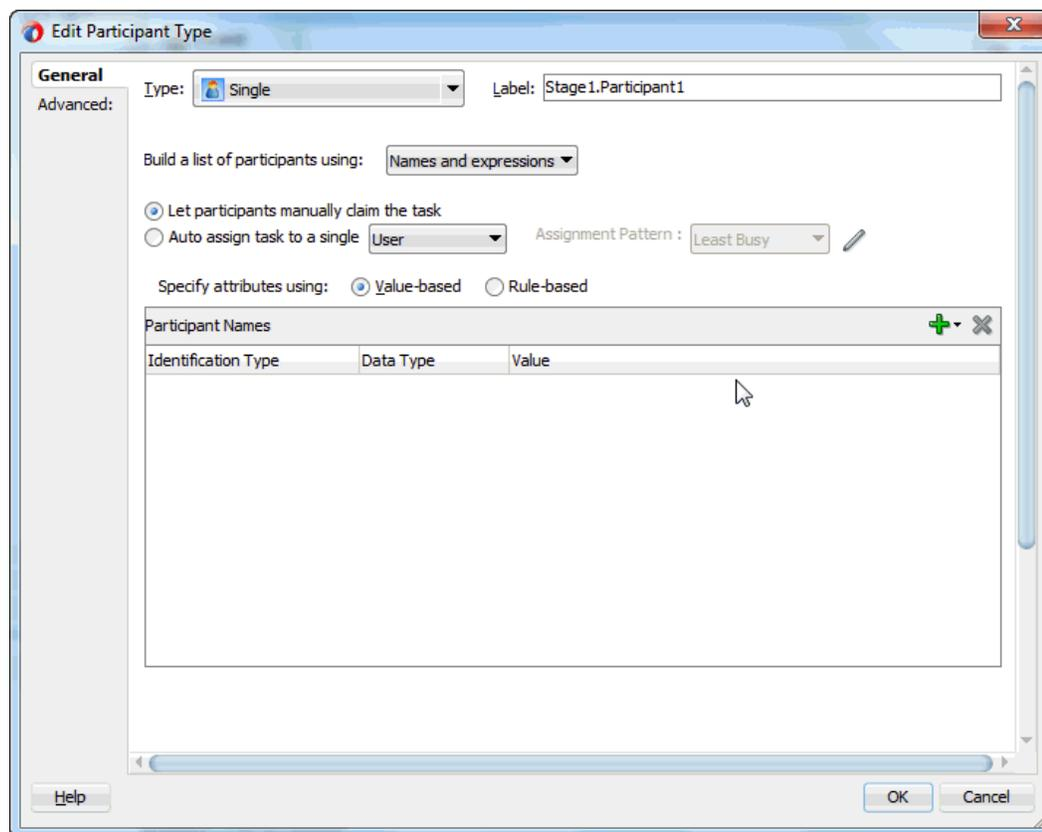 Edit Participant Type
General
Advanced:
Type: Single Label: Stage1.Participant1
Build a list of participants using: Names and expressions
Let participants manually claim the task
Auto assign task to a single User Assignment Pattern : Least Busy
Specify attributes using: Value-based Rule-based
Participant Names
Identification Type Data Type Value
Help OK Cancel